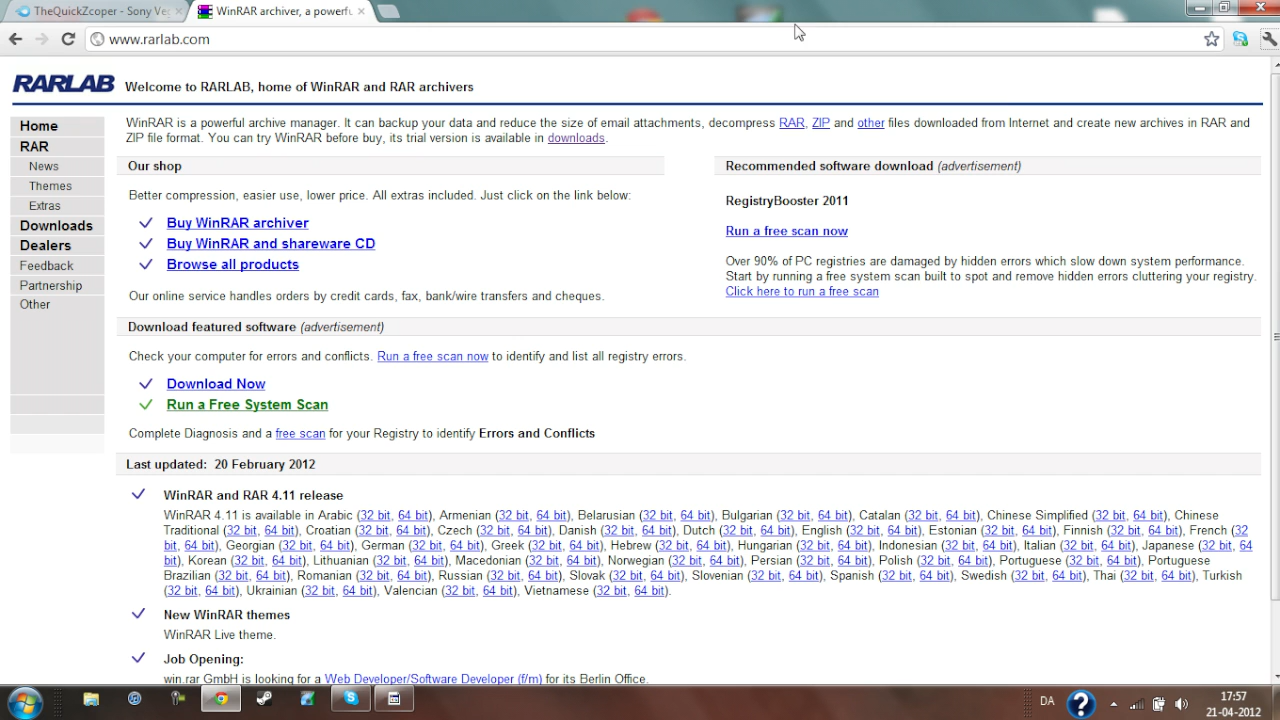 TheQuickZcoper - Sony Ve
WinRAR archiver, a powerfu
www.rarlab.com
RARLAB Welcome to RARLAB, home of WinRAR and RAR archivers
Home
RAR
News
Themes
Extras
Downloads
Dealers
Feedback
Partnership
Other
WinRAR is a powerful archive manager. It can backup your data and reduce the size of email attachments, decompress RAR, ZIP and other files downloaded from Internet and create new archives in RAR and
ZIP file format. You can try WinRAR before buy, its trial version is available in downloads.
Our shop
Better compression, easier use, lower price. All extras included. Just click on the link below:
Buy WinRAR archiver
Buy WinRAR and shareware CD
Browse all products
Our online service handles orders by credit cards, fax, bank/wire transfers and cheques.
Recommended software download (advertisement)
RegistryBooster 2011
Run a free scan now
Over 90% of PC registries are damaged by hidden errors which slow down system performance.
Start by running a free system scan built to spot and remove hidden errors cluttering your registry.
Click here to run a free scan
Download featured software (advertisement)
Check your computer for errors and conflicts. Run a free scan now to identify and list all registry errors.
Download Now
Run a Free System Scan
Complete Diagnosis and a free scan for your Registry to identify Errors and Conflicts
Last updated: 20 February 2012
WinRAR and RAR 4.11 release
WinRAR 4.11 is available in Arabic (32 bit, 64 bit), Armenian (32 bit, 64 bit), Belarusian (32 bit, 64 bit), Bulgarian (32 bit, 64 bit), Catalan (32 bit, 64 bit), Chinese Simplified (32 bit, 64 bit), Chinese
Traditional (32 bit, 64 bit), Croatian (32 bit, 64 bit), Czech (32 bit, 64 bit), Danish (32 bit, 64 bit), Dutch (32 bit, 64 bit), English (32 bit, 64 bit), Estonian (32 bit, 64 bit), Finnish (32 bit, 64 bit), French (32
bit, 64 bit), Georgian (32 bit, 64 bit), German (32 bit, 64 bit), Greek (32 bit, 64 bit), Hebrew (32 bit, 64 bit), Hungarian (32 bit, 64 bit), Indonesian (32 bit, 64 bit), Italian (32 bit, 64 bit), Japanese (32 bit, 64
bit), Korean (32 bit, 64 bit), Lithuanian (32 bit, 64 bit), Macedonian (32 bit, 64 bit), Norwegian (32 bit, 64 bit), Persian (32 bit, 64 bit), Polish (32 bit, 64 bit), Portuguese (32 bit, 64 bit), Portuguese
Brazilian (32 bit, 64 bit), Romanian (32 bit, 64 bit), Russian (32 bit, 64 bit), Slovak (32 bit, 64 bit), Slovenian (32 bit, 64 bit), Spanish (32 bit, 64 bit), Swedish (32 bit, 64 bit), Thai (32 bit, 64 bit), Turkish
(32 bit, 64 bit), Ukrainian (32 bit, 64 bit), Valencian (32 bit, 64 bit), Vietnamese (32 bit, 64 bit).
New WinRAR themes
WinRAR Live theme.
Job Opening:
win.rar GmbH is looking for a Web Developer/Software Developer (f/m) for its Berlin Office.
DA
17:57
21-04-2012